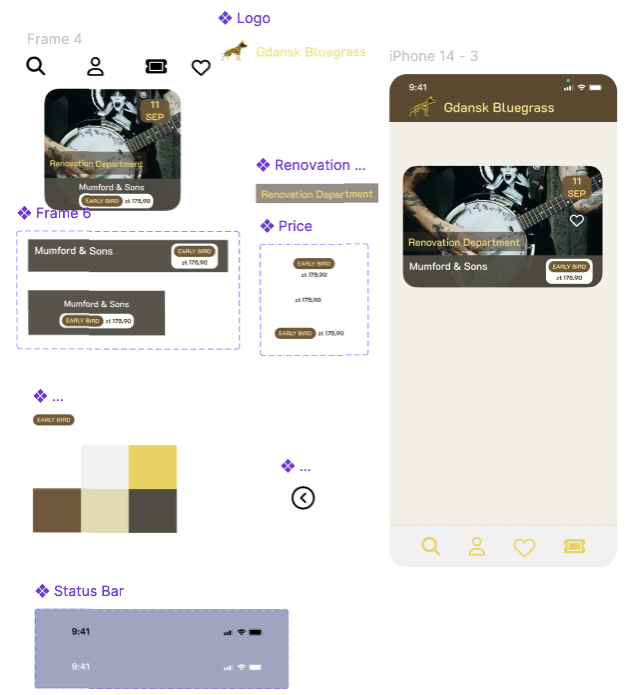 Logo
Frame 4
Gdansk Bluegrass
iPhone 14 - 3
9:41
Gdansk Bluegrass
11
SEP
Renovation Department
Mumford & Sons
EARLY BIRD zł 175,90
Renovation ...
Renovation Department
11
SEP
Renovation Department
Mumford & Sons
EARLY BIRD
zł 175,90
Frame 6
Mumford & Sons
EARLY BIRD
zł 175,90
Mumford & Sons
EARLY BIRD zł 175,90
Price
EARLY BIRD
zł 175,90
zł 175,90
EARLY BIRD zł 175,90
...
EARLY BIRD
...
Status Bar
9:41
9:41